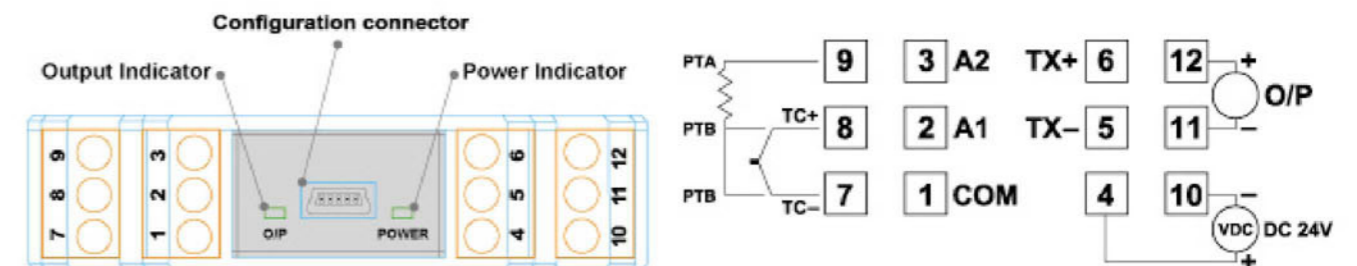 Configuration connector
Output Indicator
Power Indicator
9 3 6 12
8 2 5 11
7 1 4 10
O/P POWER
PTA 9 3 A2 TX+ 6 12 + O/P
PTB TC+ 8 2 A1 TX– 5 11 –
PTB TC– 7 1 COM 4 10 –
VDC DC 24V
+